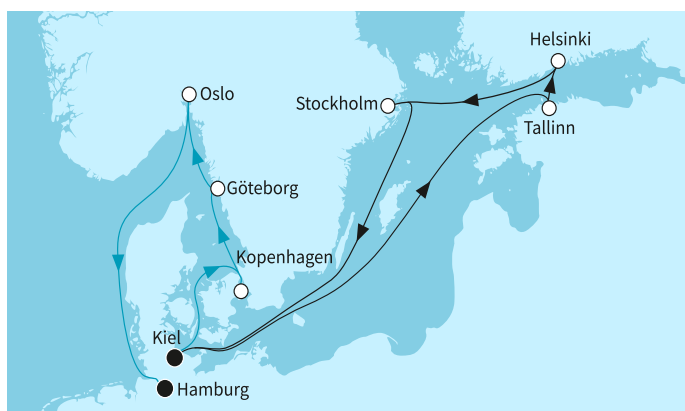 Helsinki
Oslo
Stockholm
Tallinn
Göteborg
Kopenhagen
Kiel
Hamburg